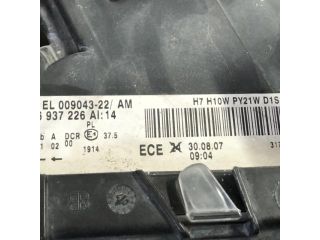 EL 009043-22/ AM
937 226 AI:14
H7 H10W PY21W D1S
PL
A DCR E1 37.5
02 00 1914
ECE 30.08.07
09:04